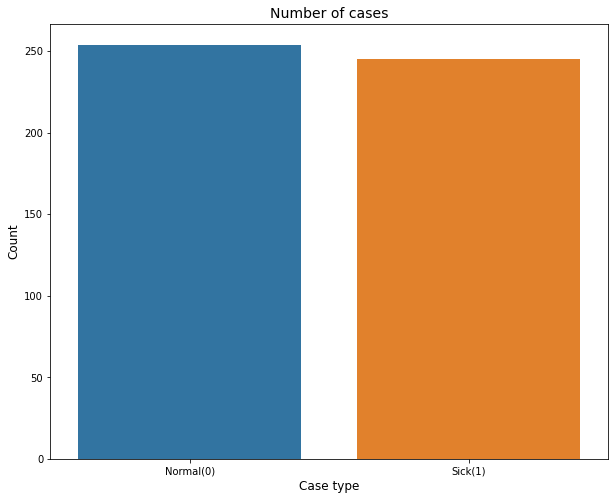 Number of cases
Count
250
200
150
100
50
0
Normal(0)
Sick(1)
Case type